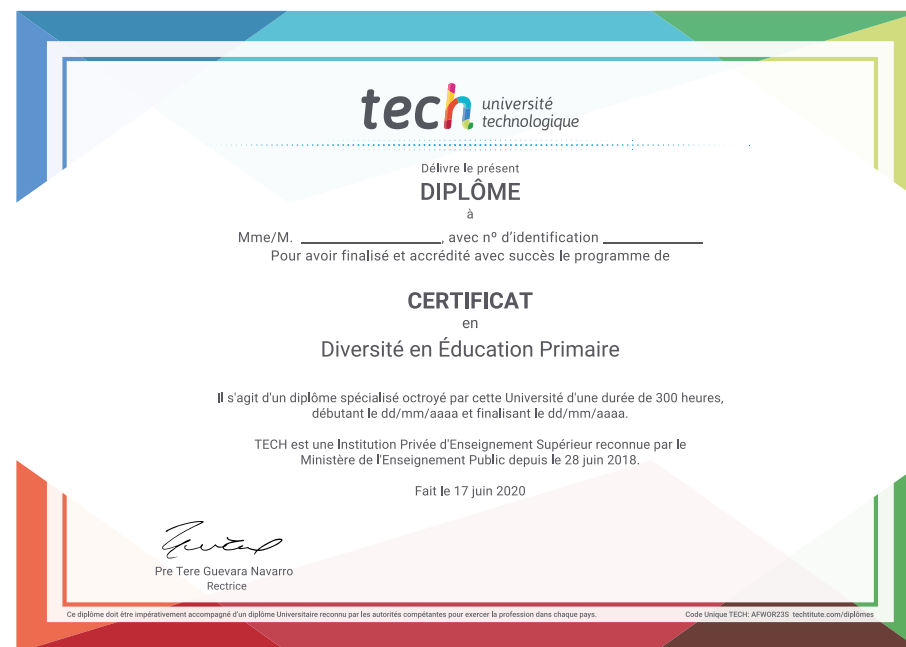 tech université
technologique
Délivre le présent
DIPLÔME
à
Mme/M. ____________________, avec nº d'identification ______________
Pour avoir finalisé et accrédité avec succès le programme de
CERTIFICAT
en
Diversité en Éducation Primaire
Il s'agit d'un diplôme spécialisé octroyé par cette Université d'une durée de 300 heures,
débutant le dd/mm/aaaa et finalisant le dd/mm/aaaa.
TECH est une Institution Privée d'Enseignement Supérieur reconnue par le
Ministère de l'Enseignement Public depuis le 28 juin 2018.
Fait le 17 juin 2020
Pre Tere Guevara Navarro
Rectrice
Ce diplôme doit être impérativement accompagné d'un diplôme Universitaire reconnu par les autorités compétantes pour exercer la profession dans chaque pays.
Code Unique TECH: AFWOR23S techtitute.com/diplômes